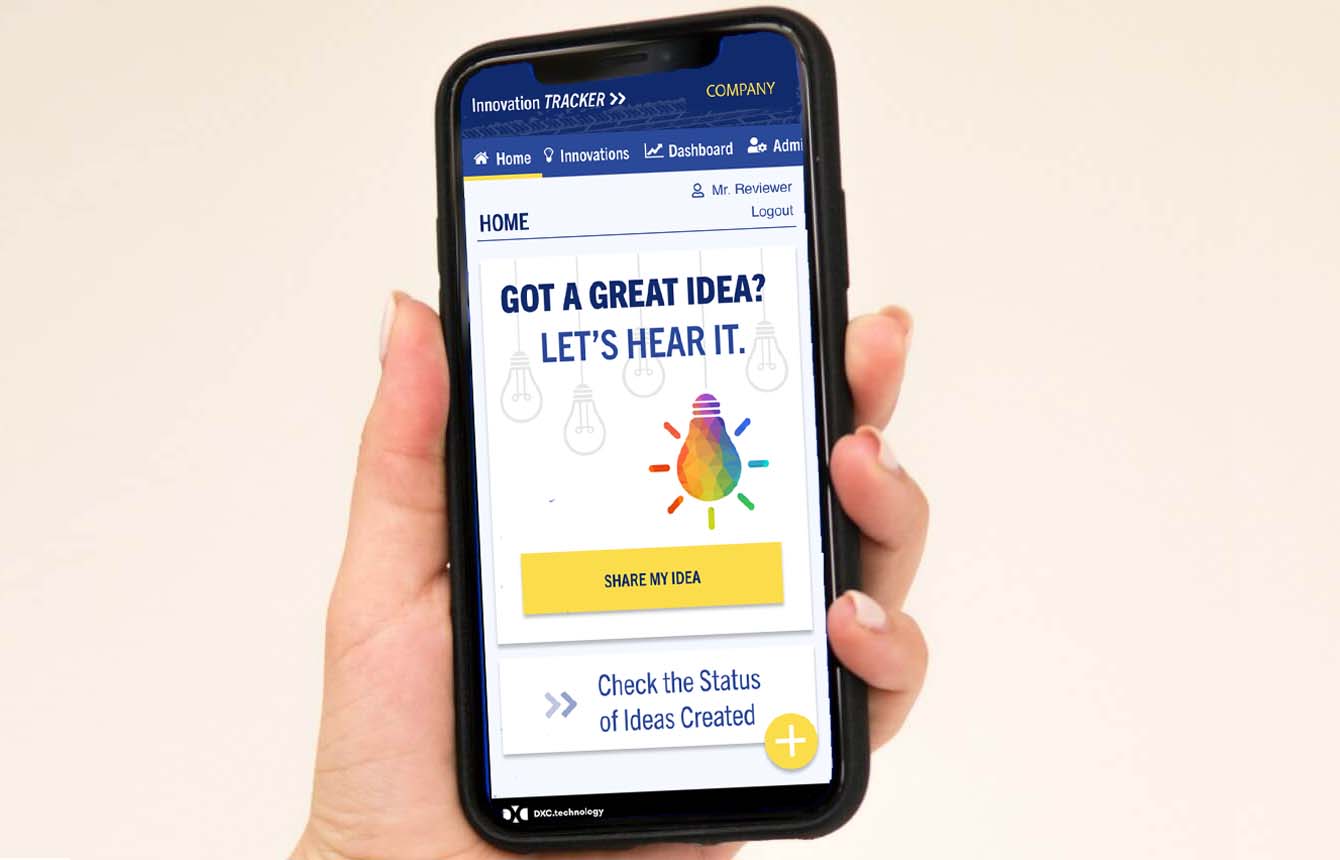 Innovation TRACKER >>
COMPANY
Home Innovations Dashboard Admi
Mr. Reviewer
Logout
HOME
GOT A GREAT IDEA?
LET'S HEAR IT.
SHARE MY IDEA
Check the Status
of Ideas Created
DXC.technology